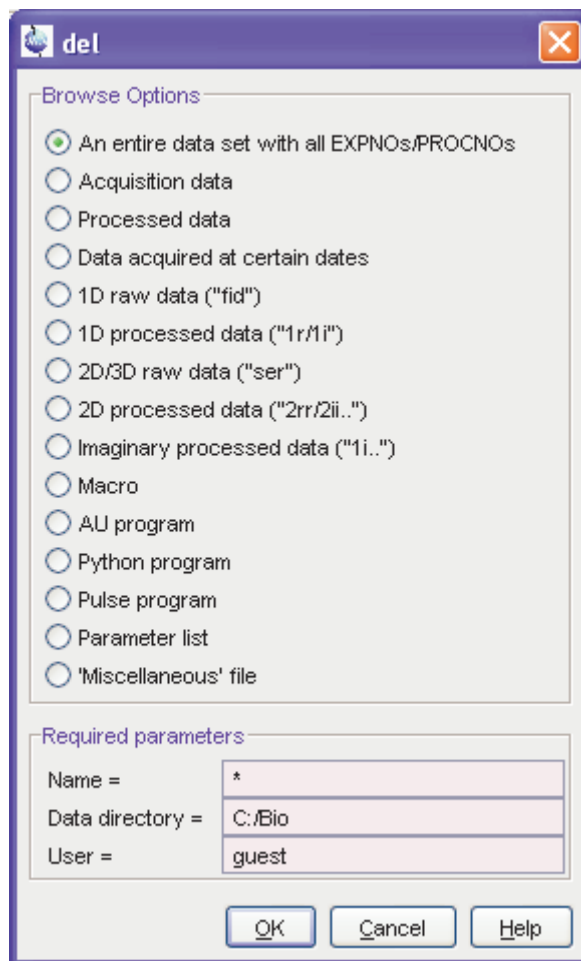 del
Browse Options
An entire data set with all EXPNOs/PROCNOs
Acquisition data
Processed data
Data acquired at certain dates
1D raw data ("fid")
1D processed data ("1r/1i")
2D/3D raw data ("ser")
2D processed data ("2rr/2ii..")
Imaginary processed data ("1i..")
Macro
AU program
Python program
Pulse program
Parameter list
'Miscellaneous' file
Required parameters
Name = *
Data directory = C:/Bio
User = guest
OK Cancel Help